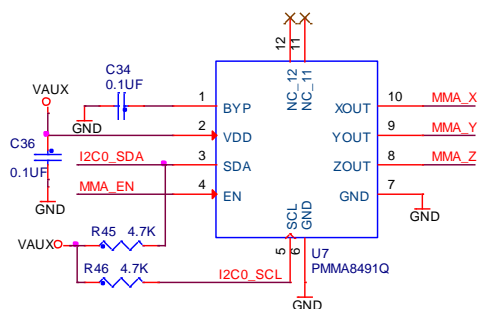 12
11
C34
0.1UF
VAUX
GND
1
BYP
NC_12
NC_11
XOUT
10
MMA_X
2
VDD
YOUT
9
MMA_Y
C36
0.1UF
I2C0_SDA
3
SDA
ZOUT
8
MMA_Z
MMA_EN
4
EN
GND
7
GND
GND
SCL
GND
R45
4.7K
VAUX
5
6
U7
PMMA8491Q
R46
4.7K
I2C0_SCL
GND